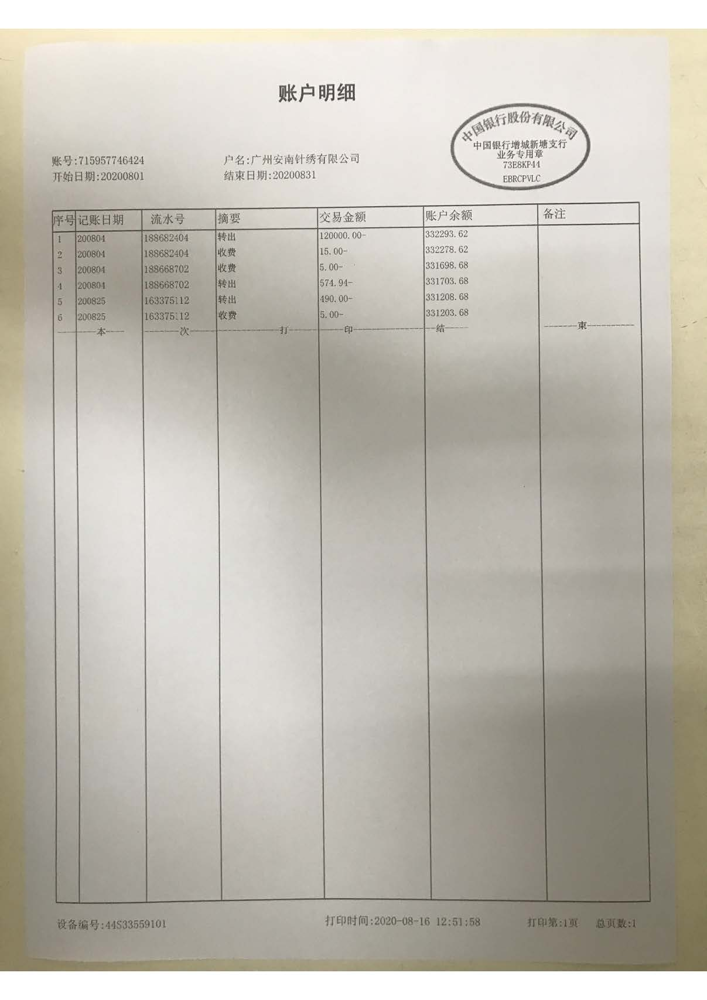 账户明细
中国银行股份有限公司
中国银行增城新塘支行
业务专用章
73E8KP44
EBRCPVLC
账号:715957746424 户名:广州安南针绣有限公司
开始日期:20200801 结束日期:20200831
序号 记账日期 流水号 摘要 交易金额 账户余额 备注
1 200804 188682404 转出 120000.00- 332293.62
2 200804 188682404 收费 15.00- 332278.62
3 200804 188668702 收费 5.00- 331698.68
4 200804 188668702 转出 574.94- 331703.68
5 200825 163375112 转出 490.00- 331208.68
6 200825 163375112 收费 5.00- 331203.68
------本---- -------次------ ---------打---- -----印---------- --结---- -------束----------
设备编号:44S33559101 打印时间:2020-08-16 12:51:58 打印第:1页 总页数:1